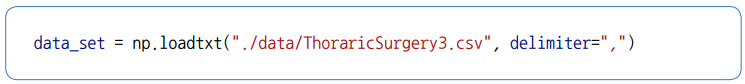 data_set = np.loadtxt("./data/ThoraricSurgery3.csv", delimiter=",")